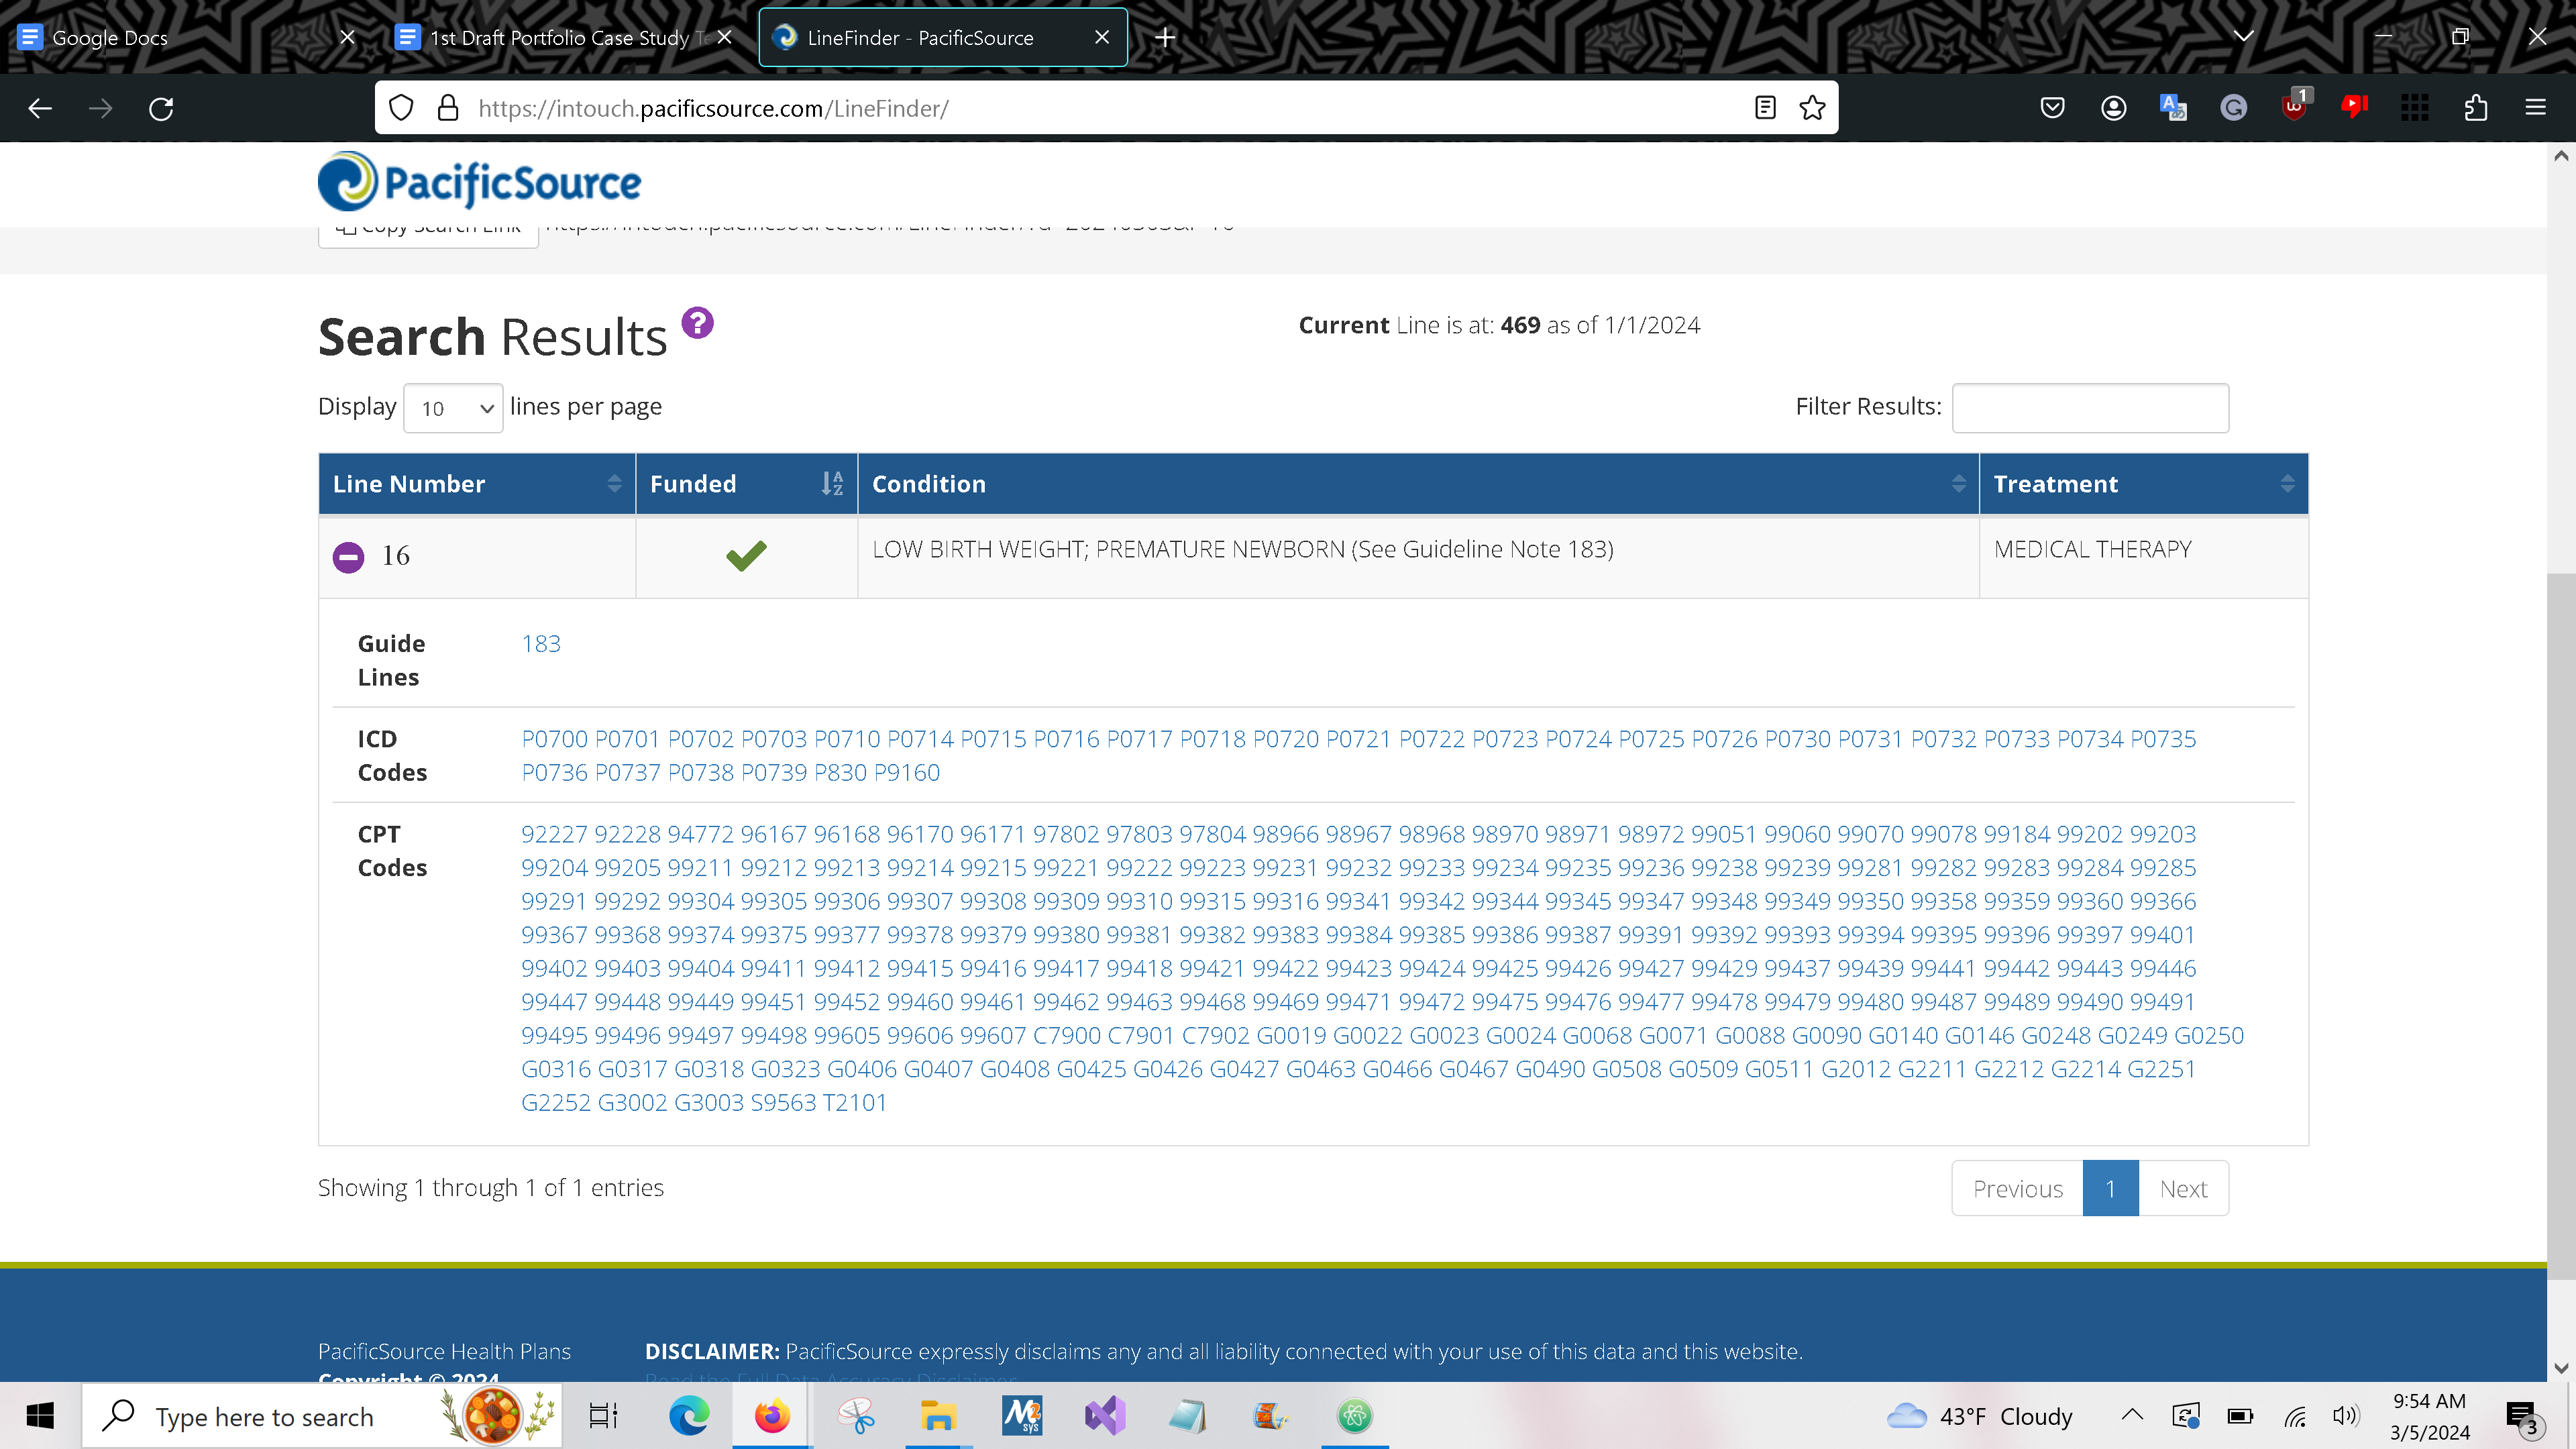 Google Docs
1st Draft Portfolio Case Study Te
LineFinder - PacificSource
https://intouch.pacificsource.com/LineFinder/
1
PacificSource
Copy Search Link
Search Results ?
Current Line is at: 469 as of 1/1/2024
Display 10 lines per page
Filter Results:
Line Number Funded Condition Treatment
16 LOW BIRTH WEIGHT; PREMATURE NEWBORN (See Guideline Note 183) MEDICAL THERAPY
Guide 183
Lines
ICD P0700 P0701 P0702 P0703 P0710 P0714 P0715 P0716 P0717 P0718 P0720 P0721 P0722 P0723 P0724 P0725 P0726 P0730 P0731 P0732 P0733 P0734 P0735
Codes P0736 P0737 P0738 P0739 P830 P9160
CPT 92227 92228 94772 96167 96168 96170 96171 97802 97803 97804 98966 98967 98968 98970 98971 98972 99051 99060 99070 99078 99184 99202 99203
Codes 99204 99205 99211 99212 99213 99214 99215 99221 99222 99223 99231 99232 99233 99234 99235 99236 99238 99239 99281 99282 99283 99284 99285
99291 99292 99304 99305 99306 99307 99308 99309 99310 99315 99316 99341 99342 99344 99345 99347 99348 99349 99350 99358 99359 99360 99366
99367 99368 99374 99375 99377 99378 99379 99380 99381 99382 99383 99384 99385 99386 99387 99391 99392 99393 99394 99395 99396 99397 99401
99402 99403 99404 99411 99412 99415 99416 99417 99418 99421 99422 99423 99424 99425 99426 99427 99429 99437 99439 99441 99442 99443 99446
99447 99448 99449 99451 99452 99460 99461 99462 99463 99468 99469 99471 99472 99475 99476 99477 99478 99479 99480 99487 99489 99490 99491
99495 99496 99497 99498 99605 99606 99607 C7900 C7901 C7902 G0019 G0022 G0023 G0024 G0068 G0071 G0088 G0090 G0140 G0146 G0248 G0249 G0250
G0316 G0317 G0318 G0323 G0406 G0407 G0408 G0425 G0426 G0427 G0463 G0466 G0467 G0490 G0508 G0509 G0511 G2012 G2211 G2212 G2214 G2251
G2252 G3002 G3003 S9563 T2101
Showing 1 through 1 of 1 entries
Previous 1 Next
PacificSource Health Plans
DISCLAIMER: PacificSource expressly disclaims any and all liability connected with your use of this data and this website.
Copyright © 2024
Read the Full Data Accuracy Disclaimer
Type here to search
M2 sys
43°F Cloudy
9:54 AM
3/5/2024
3